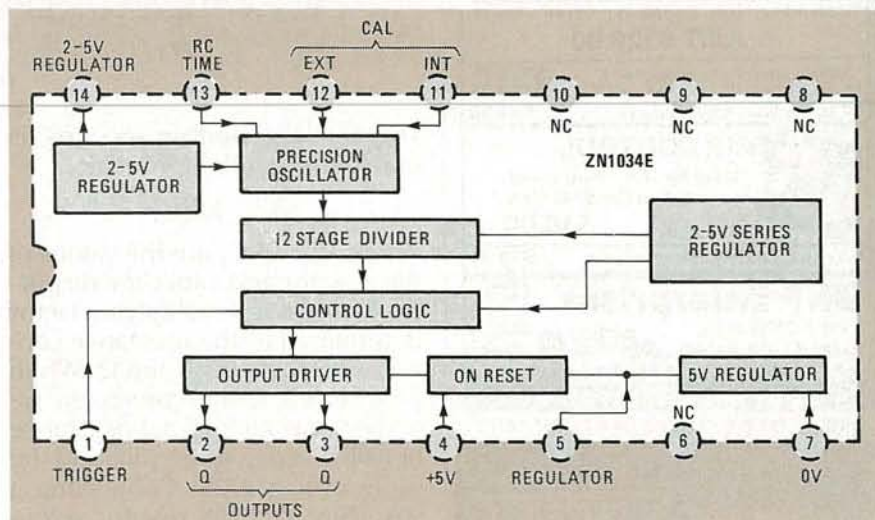 CAL
2-5V
REGULATOR
RC
TIME
EXT
INT
14
13
12
11
10
9
8
NC
NC
NC
2-5V
REGULATOR
PRECISION
OSCILLATOR
ZN1034E
12 STAGE DIVIDER
2-5V SERIES
REGULATOR
CONTROL LOGIC
OUTPUT DRIVER
ON RESET
5V REGULATOR
NC
1
2
3
4
5
6
7
TRIGGER
Q
Q
+5V
REGULATOR
0V
OUTPUTS